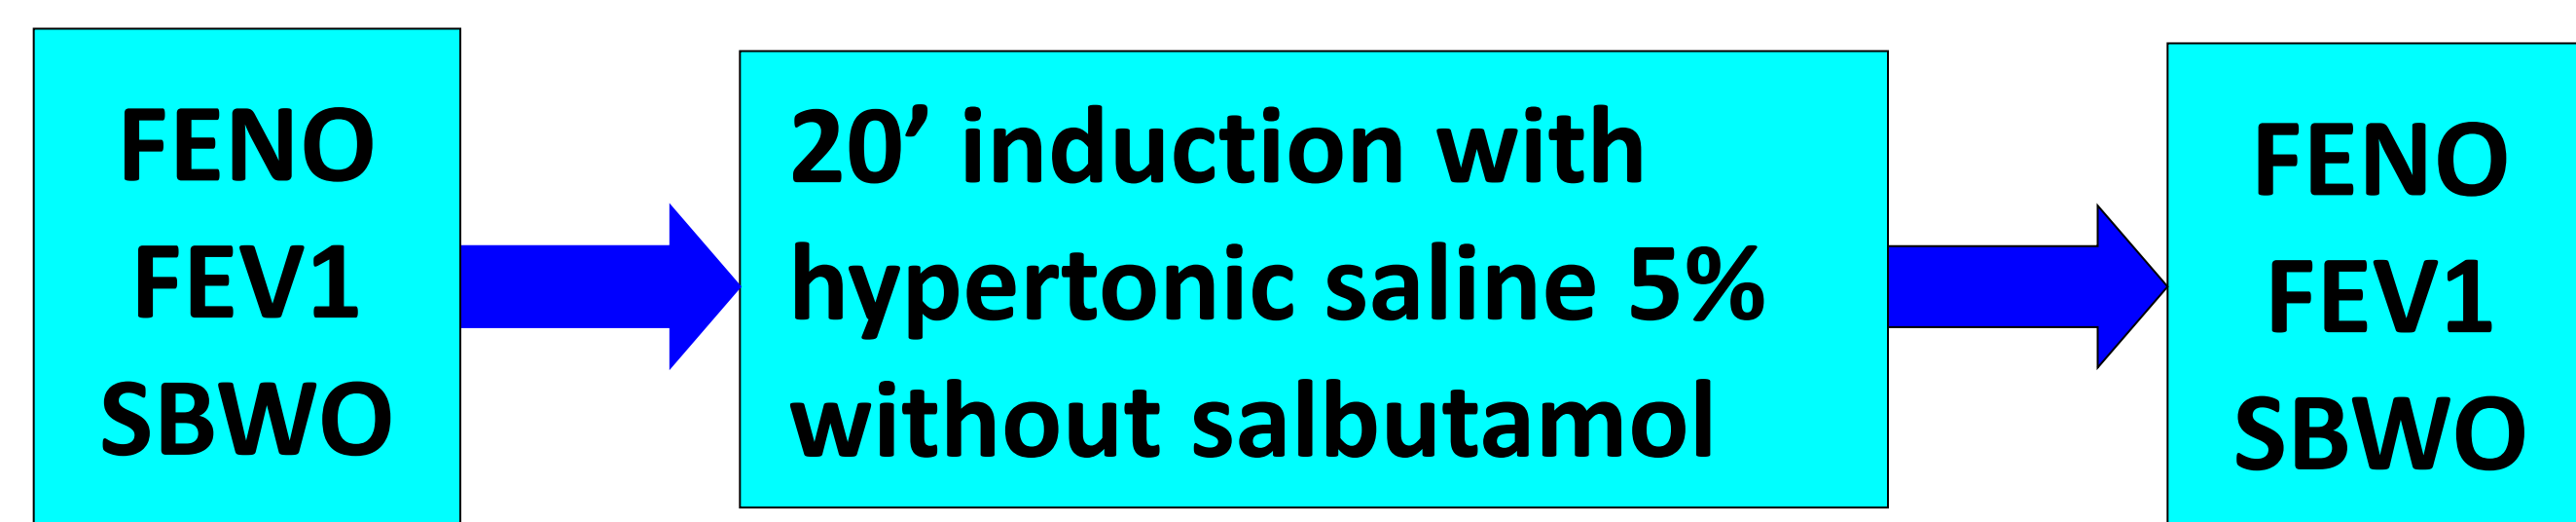 FENO
FEV1
SBWO
20’ induction with
hypertonic saline 5%
without salbutamol
FENO
FEV1
SBWO